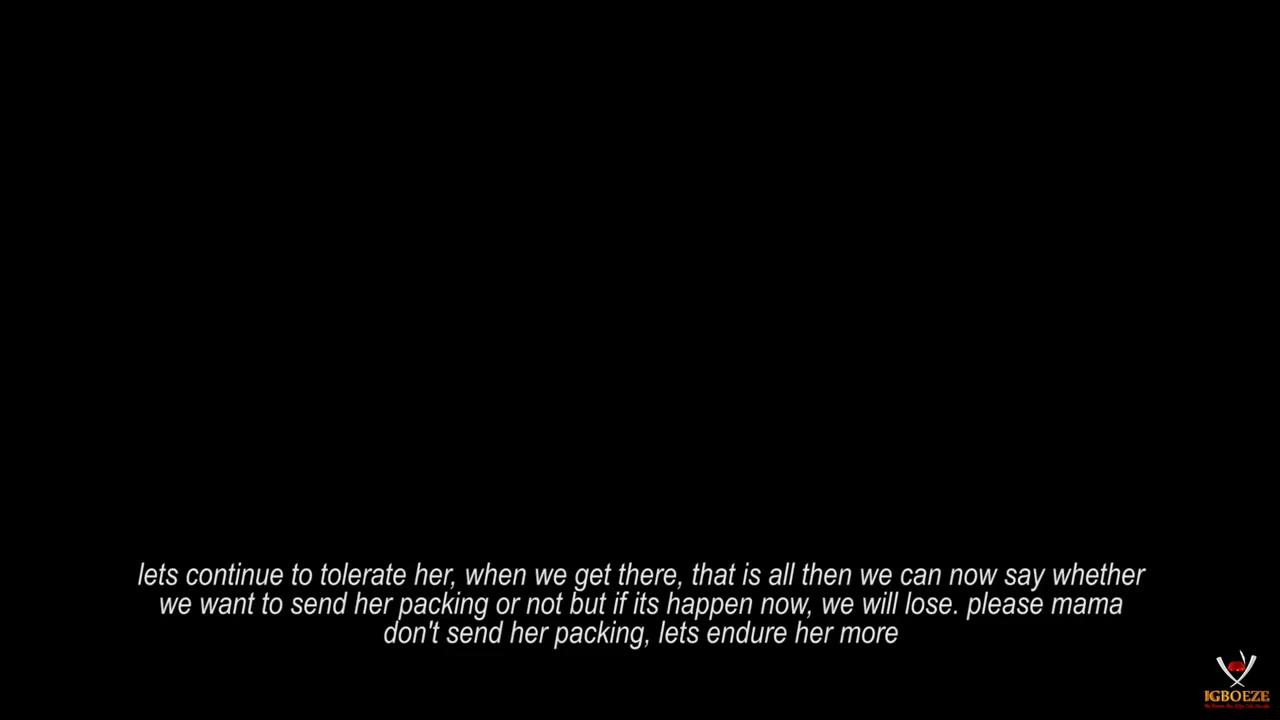 lets continue to tolerate her, when we get there, that is all then we can now say whether
we want to send her packing or not but if its happen now, we will lose. please mama
don't send her packing, lets endure her more
IGBOEZE